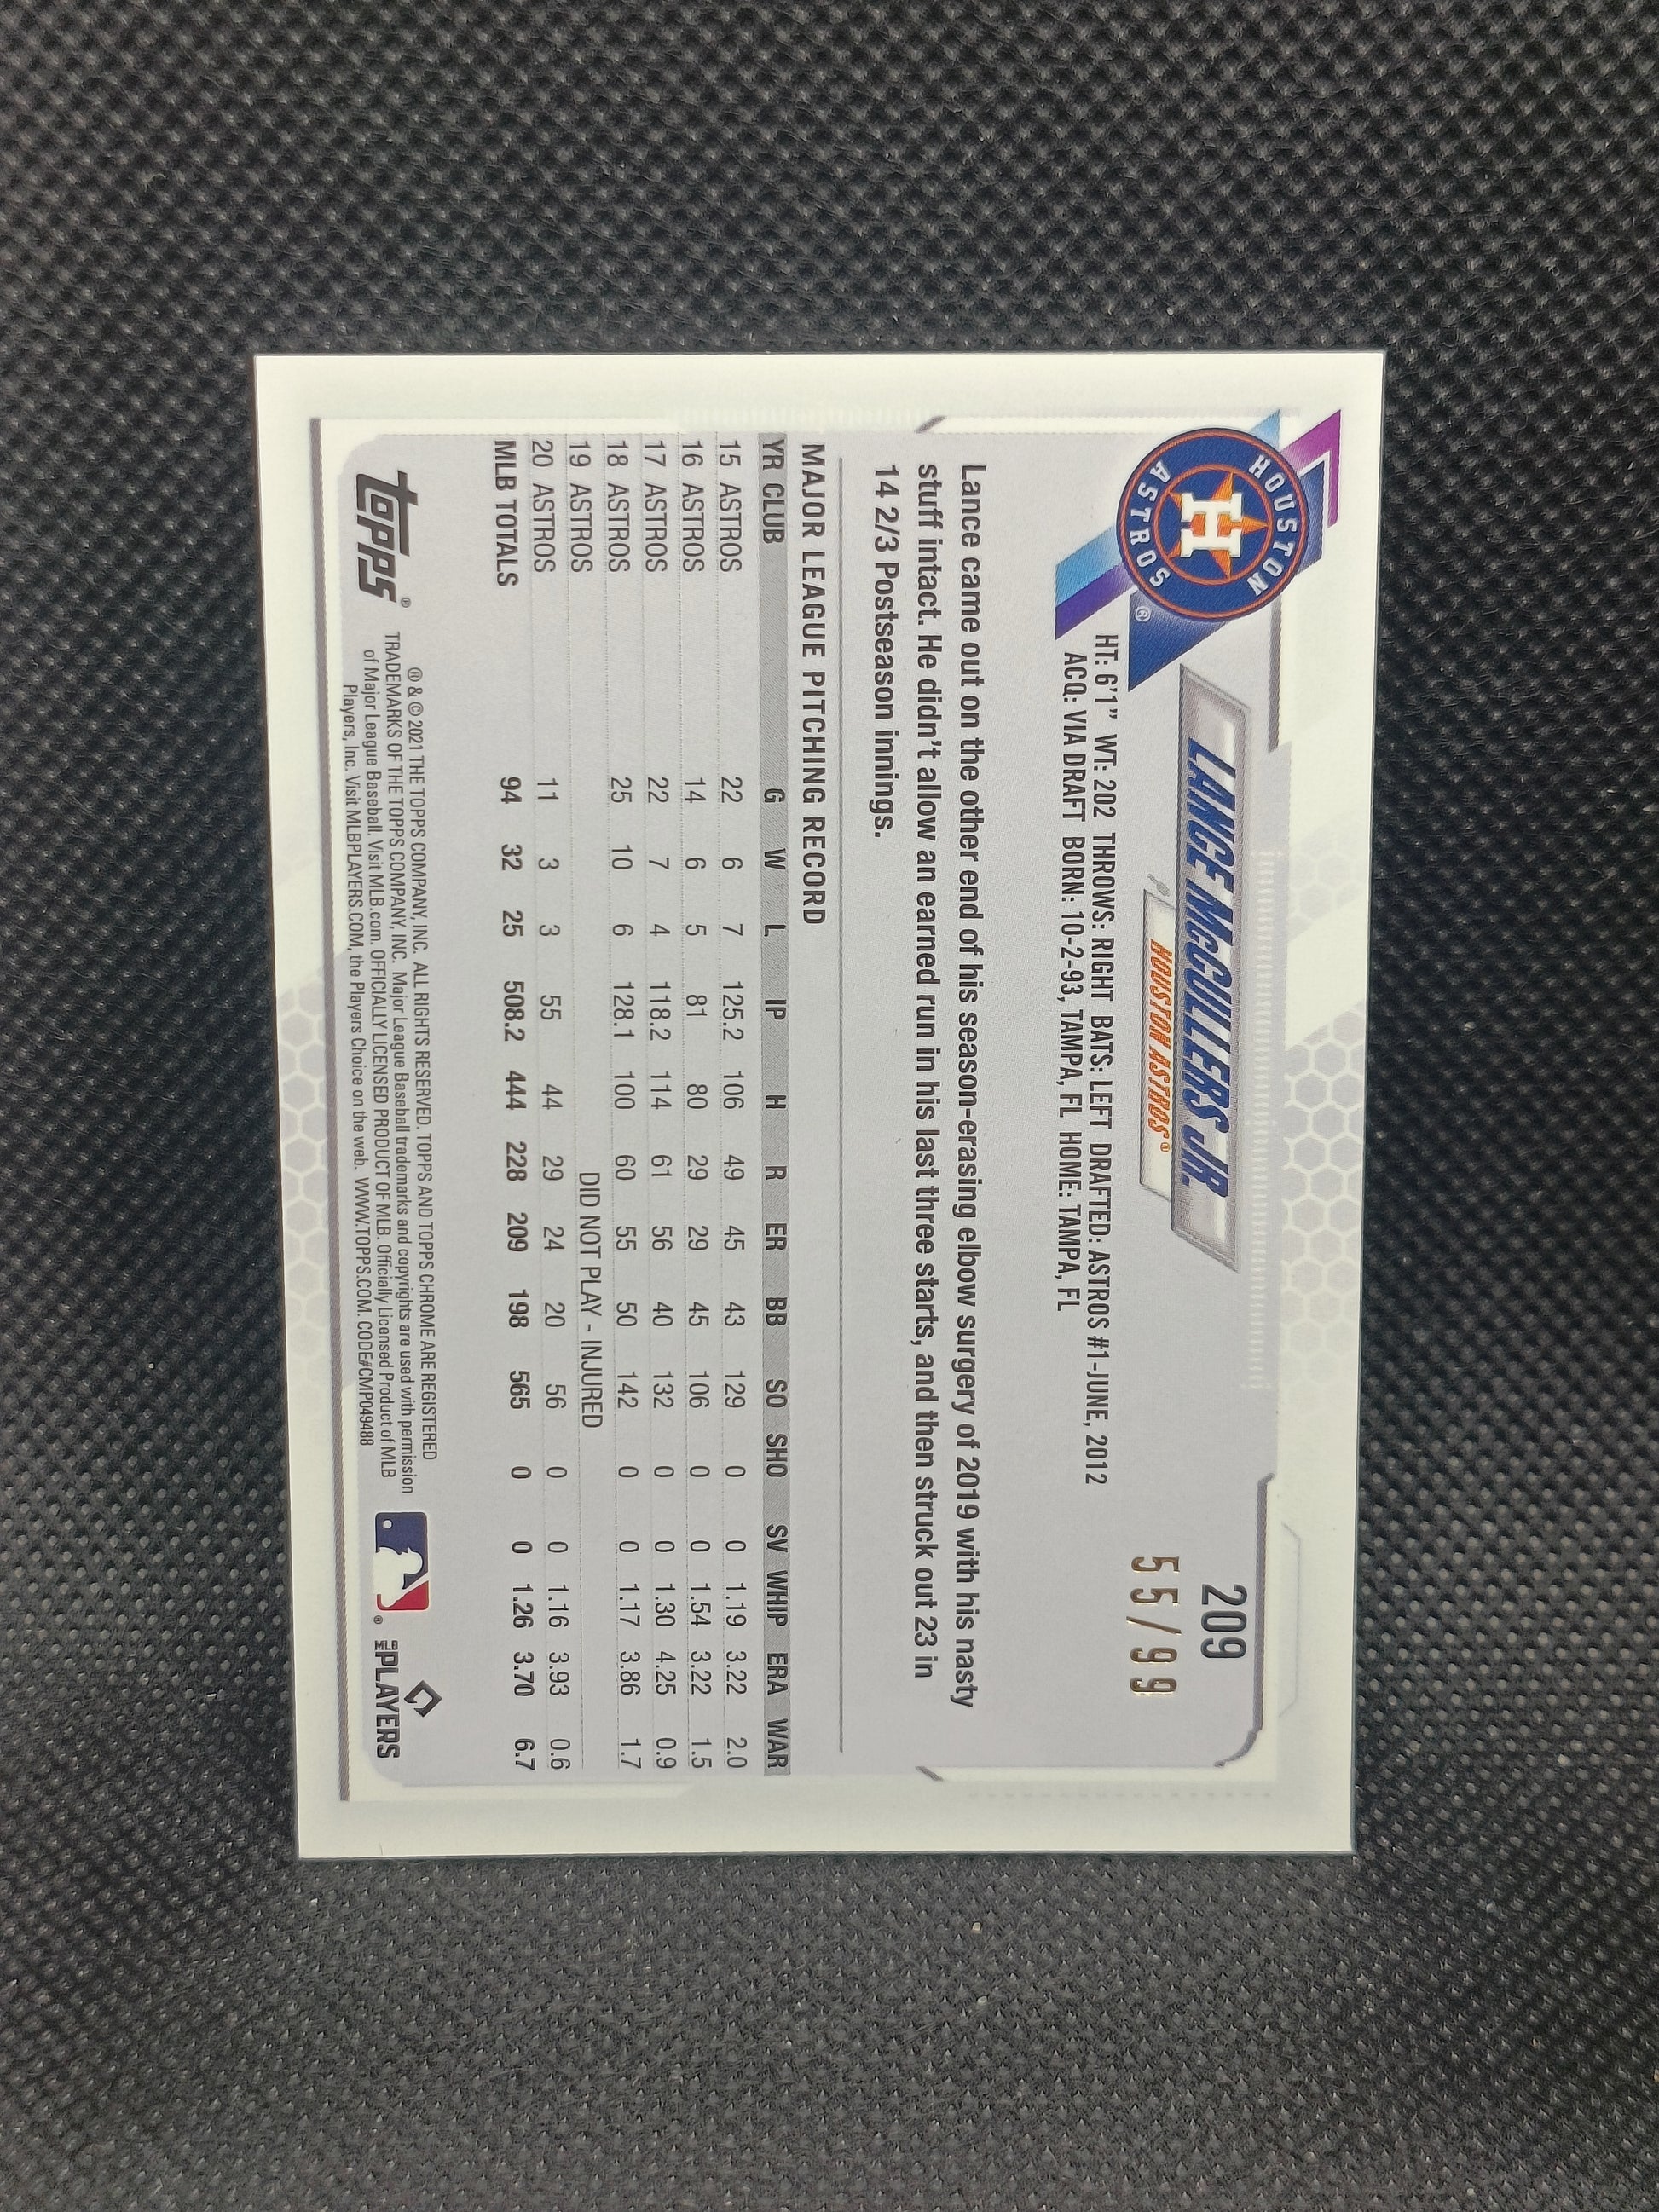 209
55/99
HOUSTON ASTROS ®
LANCE McCULLERS JR.
HOUSTON ASTROS®
HT: 6'1" WT: 202 THROWS: RIGHT BATS: LEFT DRAFTED: ASTROS #1-JUNE, 2012
ACQ: VIA DRAFT BORN: 10-2-93, TAMPA, FL HOME: TAMPA, FL
Lance came out on the other end of his season-erasing elbow surgery of 2019 with his nasty
stuff intact. He didn't allow an earned run in his last three starts, and then struck out 23 in
14 2/3 Postseason innings.
MAJOR LEAGUE PITCHING RECORD
YR CLUB G W L IP H R ER BB SO SHO SV WHIP ERA WAR
15 ASTROS 22 6 7 125.2 106 49 45 43 129 0 0 1.19 3.22 2.0
16 ASTROS 14 6 5 81 80 29 29 45 106 0 0 1.54 3.22 1.5
17 ASTROS 22 7 4 118.2 114 61 56 40 132 0 0 1.30 4.25 0.9
18 ASTROS 25 10 6 128.1 100 60 55 50 142 0 0 1.17 3.86 1.7
19 ASTROS DID NOT PLAY - INJURED
20 ASTROS 11 3 3 55 44 29 24 20 56 0 0 1.16 3.93 0.6
MLB TOTALS 94 32 25 508.2 444 228 209 198 565 0 0 1.26 3.70 6.7
topps®
® & © 2021 THE TOPPS COMPANY, INC. ALL RIGHTS RESERVED. TOPPS AND TOPPS CHROME ARE REGISTERED
TRADEMARKS OF THE TOPPS COMPANY, INC. Major League Baseball trademarks and copyrights are used with permission
of Major League Baseball. Visit MLB.com. OFFICIALLY LICENSED PRODUCT OF MLB. Officially Licensed Product of MLB
Players, Inc. Visit MLBPLAYERS.COM, the Players Choice on the web. WWW.TOPPS.COM. CODE#CMP049488
®
MLB PLAYERS